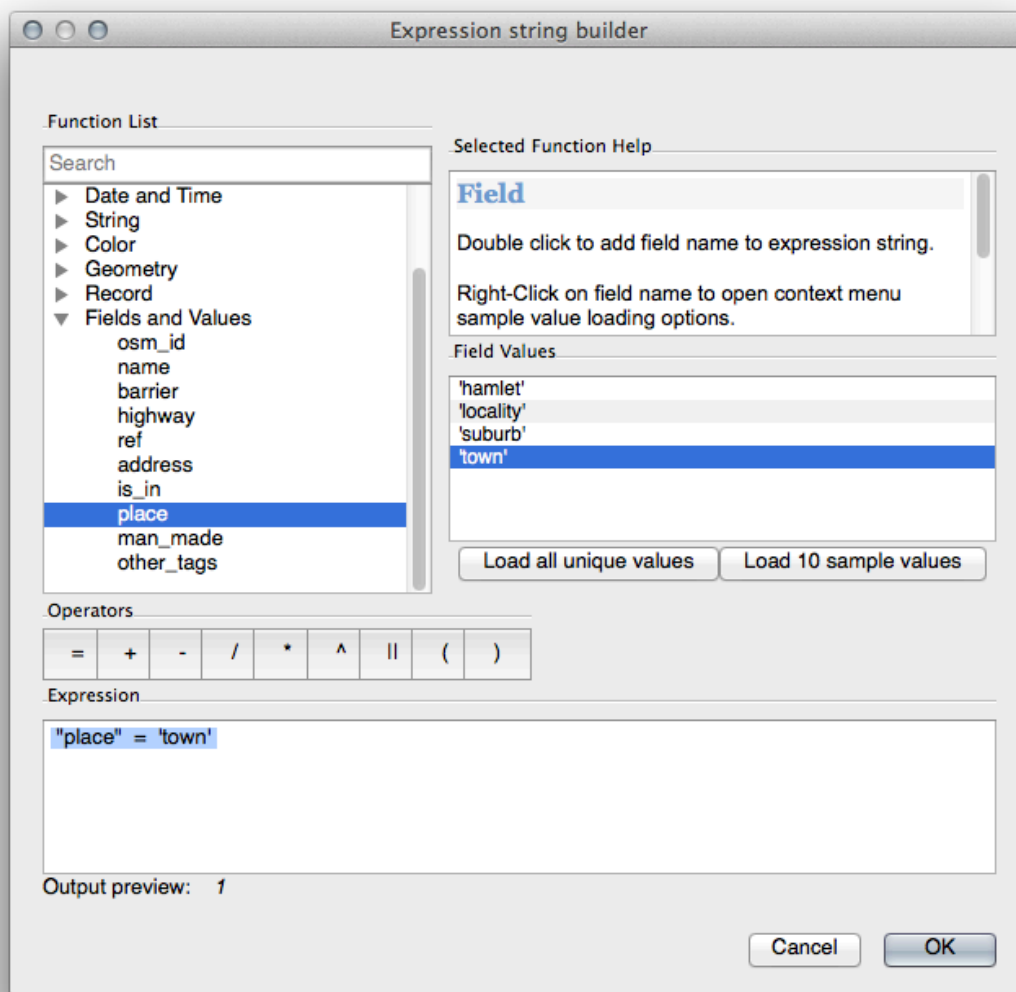 Expression string builder
Function List
Search
Date and Time
String
Color
Geometry
Record
Fields and Values
osm_id
name
barrier
highway
ref
address
is_in
place
man_made
other_tags
Selected Function Help
Field
Double click to add field name to expression string.
Right-Click on field name to open context menu
sample value loading options.
Field Values
'hamlet'
'locality'
'suburb'
'town'
Load all unique values Load 10 sample values
Operators
= + - / * ^ || ( )
Expression
"place" = 'town'
Output preview: 1
Cancel OK